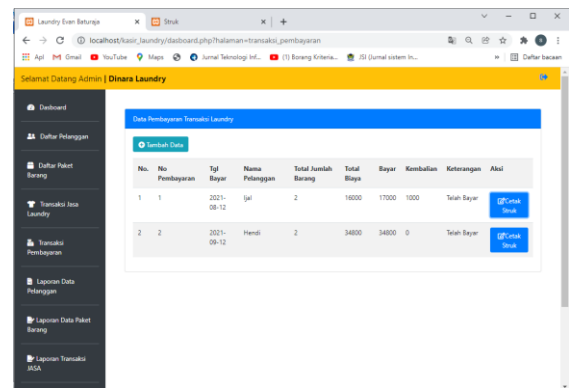 Laundry Evan Baturaja
Struk
localhost/kasir_laundry/dasboard.php?halaman=transaksi_pembayaran
Apl
Gmail
YouTube
Maps
Jurnal Teknologi Inf...
(1) Borang Kriteria...
JSI (Jurnal sistem In...
Daftar bacaan
Selamat Datang Admin | Dinara Laundry
Dasboard
Daftar Pelanggan
Daftar Paket
Barang
Transaksi Jasa
Laundry
Transaksi
Pembayaran
Laporan Data
Pelanggan
Laporan Data Paket
Barang
Laporan Transaksi
JASA
Data Pembayaran Transaksi Laundry
Tambah Data
No. No Pembayaran Tgl Bayar Nama Pelanggan Total Jumlah Barang Total Biaya Bayar Kembalian Keterangan Aksi
1 1 2021-08-12 Ijal 2 16000 17000 1000 Telah Bayar Cetak Struk
2 2 2021-09-12 Hendi 2 34800 34800 0 Telah Bayar Cetak Struk